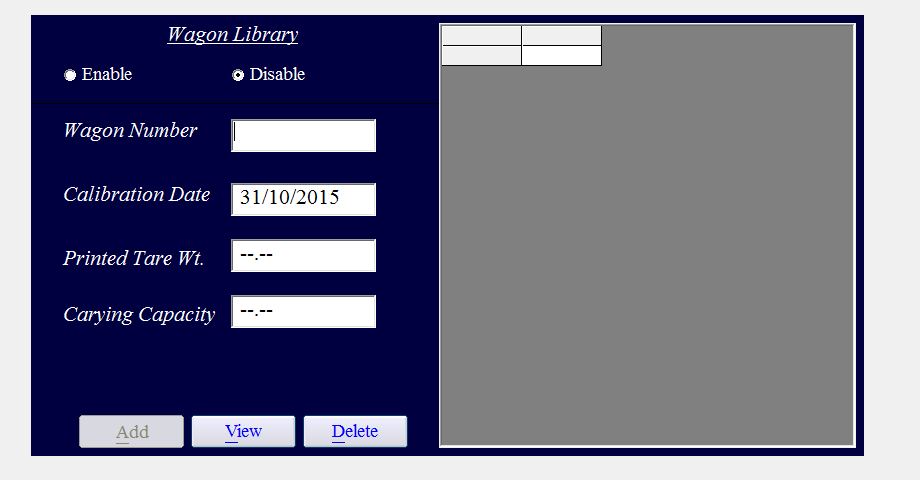 Wagon Library
Enable Disable
Wagon Number
Calibration Date 31/10/2015
Printed Tare Wt. --.--
Carying Capacity --.--
Add View Delete